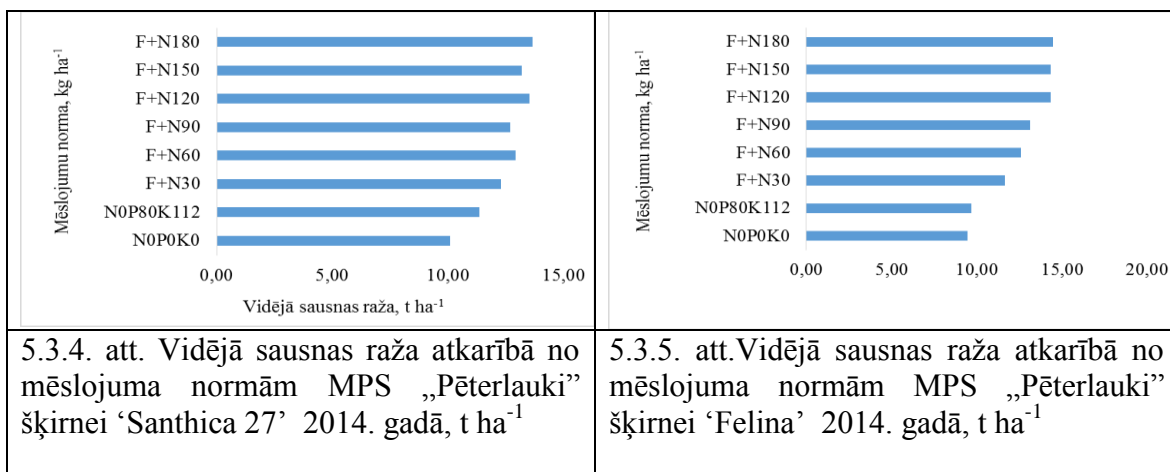 Mēslojumu norma, kg ha-1
F+N180
F+N150
F+N120
F+N90
F+N60
F+N30
N0P80K112
N0P0K0
0,00 5,00 10,00 15,00
Vidējā sausnas raža, t ha-1
Mēslojumu norma, kg ha-1
F+N180
F+N150
F+N120
F+N90
F+N60
F+N30
N0P80K112
N0P0K0
0,00 5,00 10,00 15,00 20,00
5.3.4. att. Vidējā sausnas raža atkarībā no
mēslojuma normām MPS „Pēterlauki”
šķirnei ‘Santhica 27’ 2014. gadā, t ha-1
5.3.5. att.Vidējā sausnas raža atkarībā no
mēslojuma normām MPS „Pēterlauki”
šķirnei ‘Felina’ 2014. gadā, t ha-1